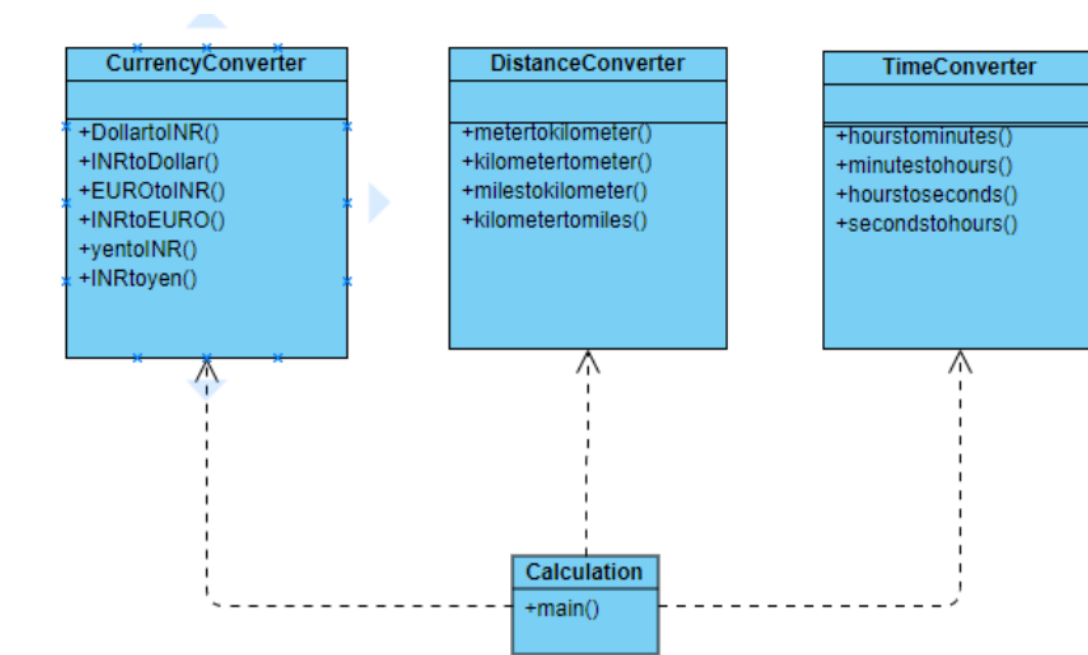 CurrencyConverter
+DollartoINR()
+INRtoDollar()
+EUROtoINR()
+INRtoEURO()
+yentoINR()
+INRtoyen()
DistanceConverter
+metertokilometer()
+kilometertometer()
+milestokilometer()
+kilometertomiles()
TimeConverter
+hourstominutes()
+minutestohours()
+hourstoseconds()
+secondstohours()
Calculation
+main()